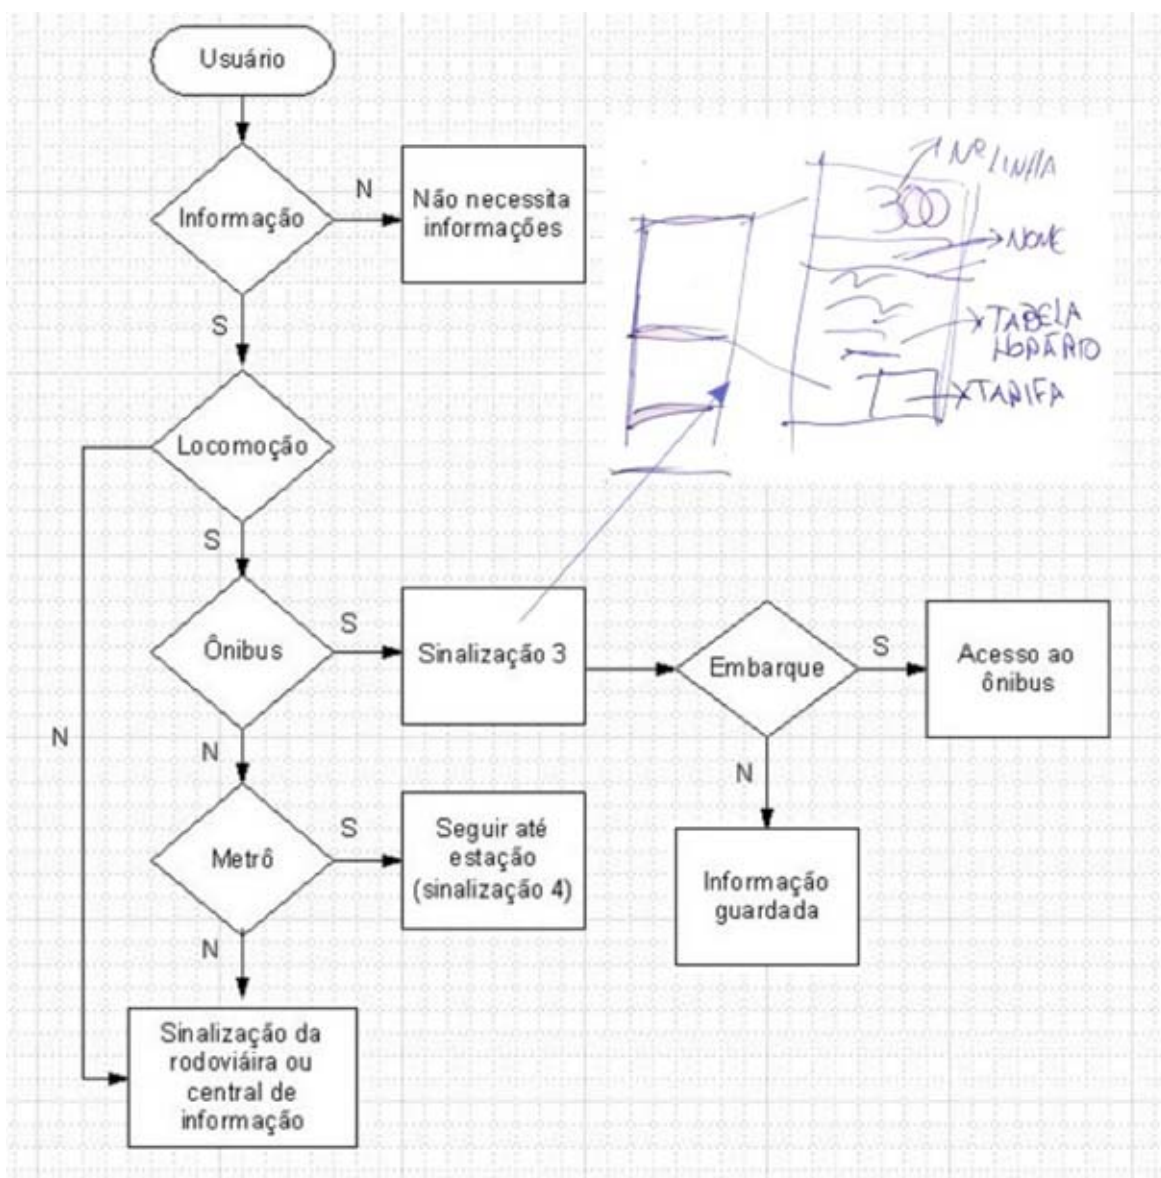 Usuário
Informação
N
Não necessita
informações
S
Locomoção
S
N
Ônibus
S
Sinalização 3
Embarque
S
Acesso ao
ônibus
N
Informação
guardada
N
Metrô
S
Seguir até
estação
(sinalização 4)
N
Sinalização da
rodoviáira ou
central de
informação
Nº LINHA
300
NOME
TABELA
HORÁRIO
TARIFA